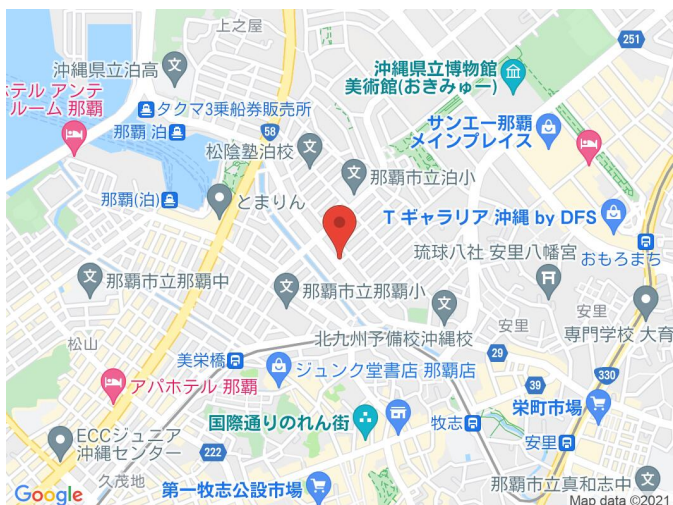 上之屋
251
沖縄県立泊高
沖縄県立博物館
美術館(おきみゅー)
ホテル アンテ
ルーム 那覇
タクマ3乗船券販売所
58
サンエー那覇
メインプレイス
那覇 泊
松陰塾泊校
那覇市立泊小
那覇(泊)
とまりん
T ギャラリア 沖縄 by DFS
おもろまち
琉球八社 安里八幡宮
那覇市立那覇中
那覇市立那覇小
安里
安里
北九州予備校沖縄校
専門学校 大育
松山
美栄橋
ジュンク堂書店 那覇店
29
330
アパホテル 那覇
39
栄町市場
国際通りのれん街
牧志
安里
ECCジュニア
沖縄センター
222
久茂地
第一牧志公設市場
那覇市立真和志中
Google
Map data ©2021